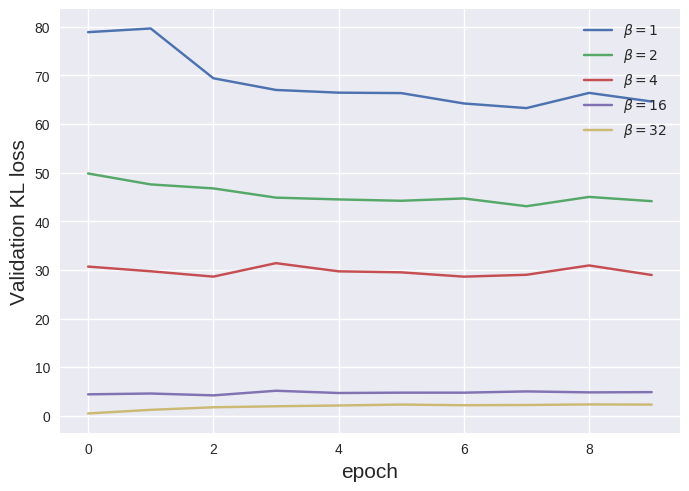 80
70
60
50
40
30
20
10
0
Validation KL loss
0 2 4 6 8
epoch
β = 1
β = 2
β = 4
β = 16
β = 32